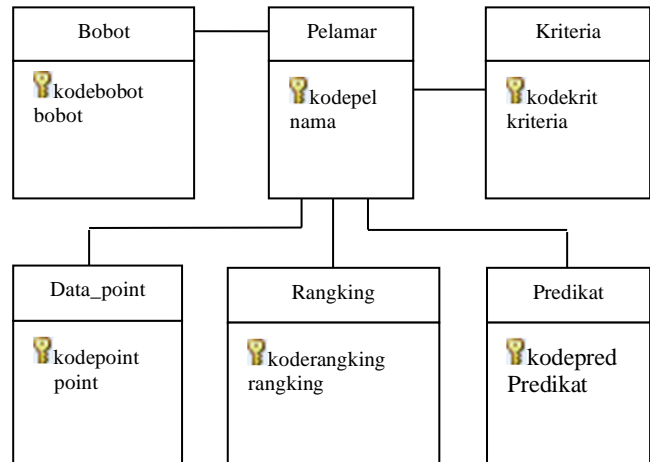 Bobot
kodebobot
bobot
Pelamar
kodepel
nama
Kriteria
kodekrit
kriteria
Data_point
kodepoint
point
Rangking
koderangking
rangking
Predikat
kodepred
Predikat